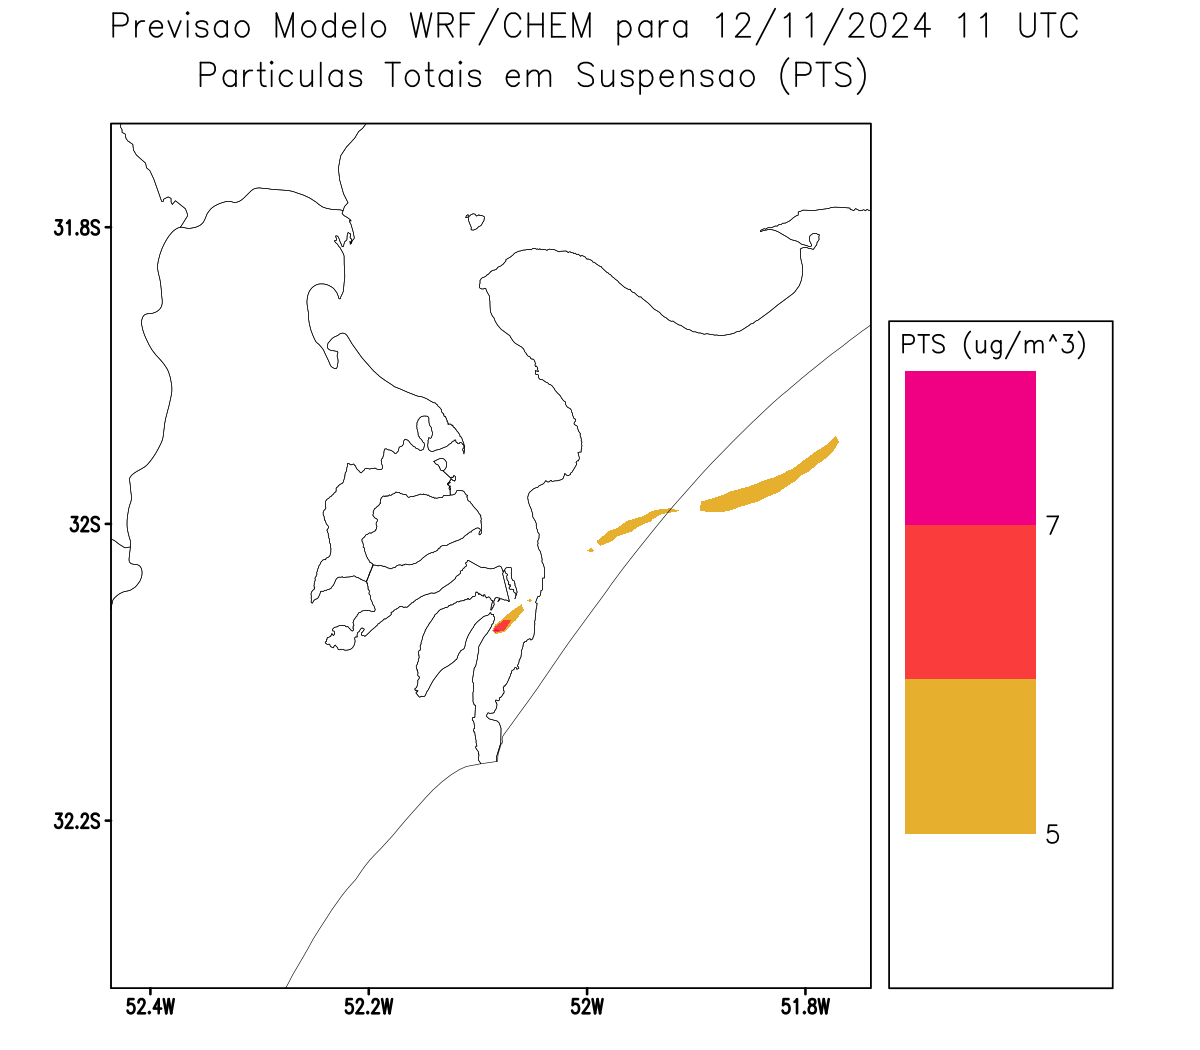 Previsao Modelo WRF/CHEM para 12/11/2024 11 UTC
Particulas Totais em Suspensao (PTS)
31.8S
32S
32.2S
52.4W
52.2W
52W
51.8W
PTS (ug/m^3)
7
5